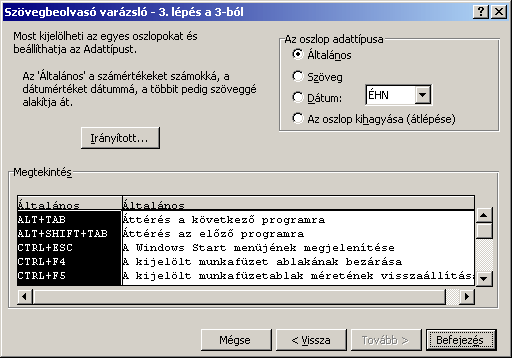 Szövegbeolvasó varázsló - 3. lépés a 3-ból
Most kijelölheti az egyes oszlopokat és
beállíthatja az Adattípust.
Az 'Általános' a számértékeket számokká, a
dátumértéket dátummá, a többit pedig szöveggé
alakítja át.
Irányított...
Az oszlop adattípusa
Általános
Szöveg
Dátum: ÉHN
Az oszlop kihagyása (átlépése)
Megtekintés
Általános Általános
ALT+TAB Áttérés a következő programra
ALT+SHIFT+TAB Áttérés az előző programra
CTRL+ESC A Windows Start menüjének megjelenítése
CTRL+F4 A kijelölt munkafüzet ablakának bezárása
CTRL+F5 A kijelölt munkafüzetablak méretének visszaállítása
Mégse < Vissza Tovább > Befejezés